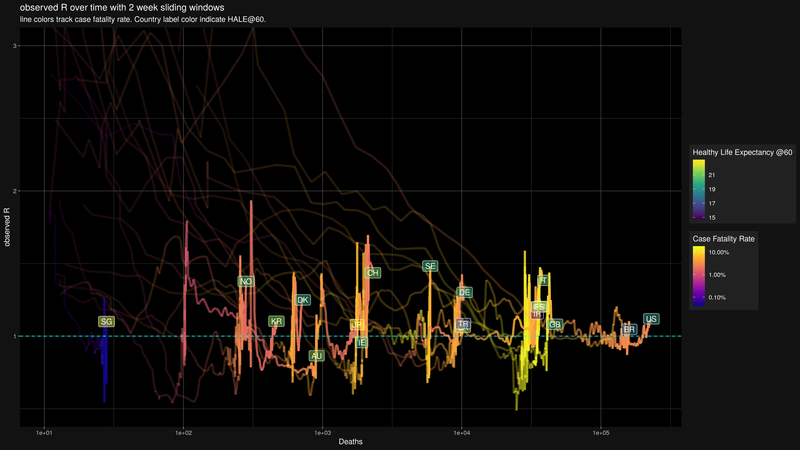 observed R over time with 2 week sliding windows
line colors track case fatality rate. Country label color indicate HALE@60.
3
2
1
observed R
CH
SE
IT
NO
DE
DK
SG
KR
JP
ES
IR
TR
GB
US
BR
IE
AU
1e+01
1e+02
1e+03
1e+04
1e+05
Deaths
Healthy Life Expectancy @60
21
19
17
15
Case Fatality Rate
10.00%
1.00%
0.10%